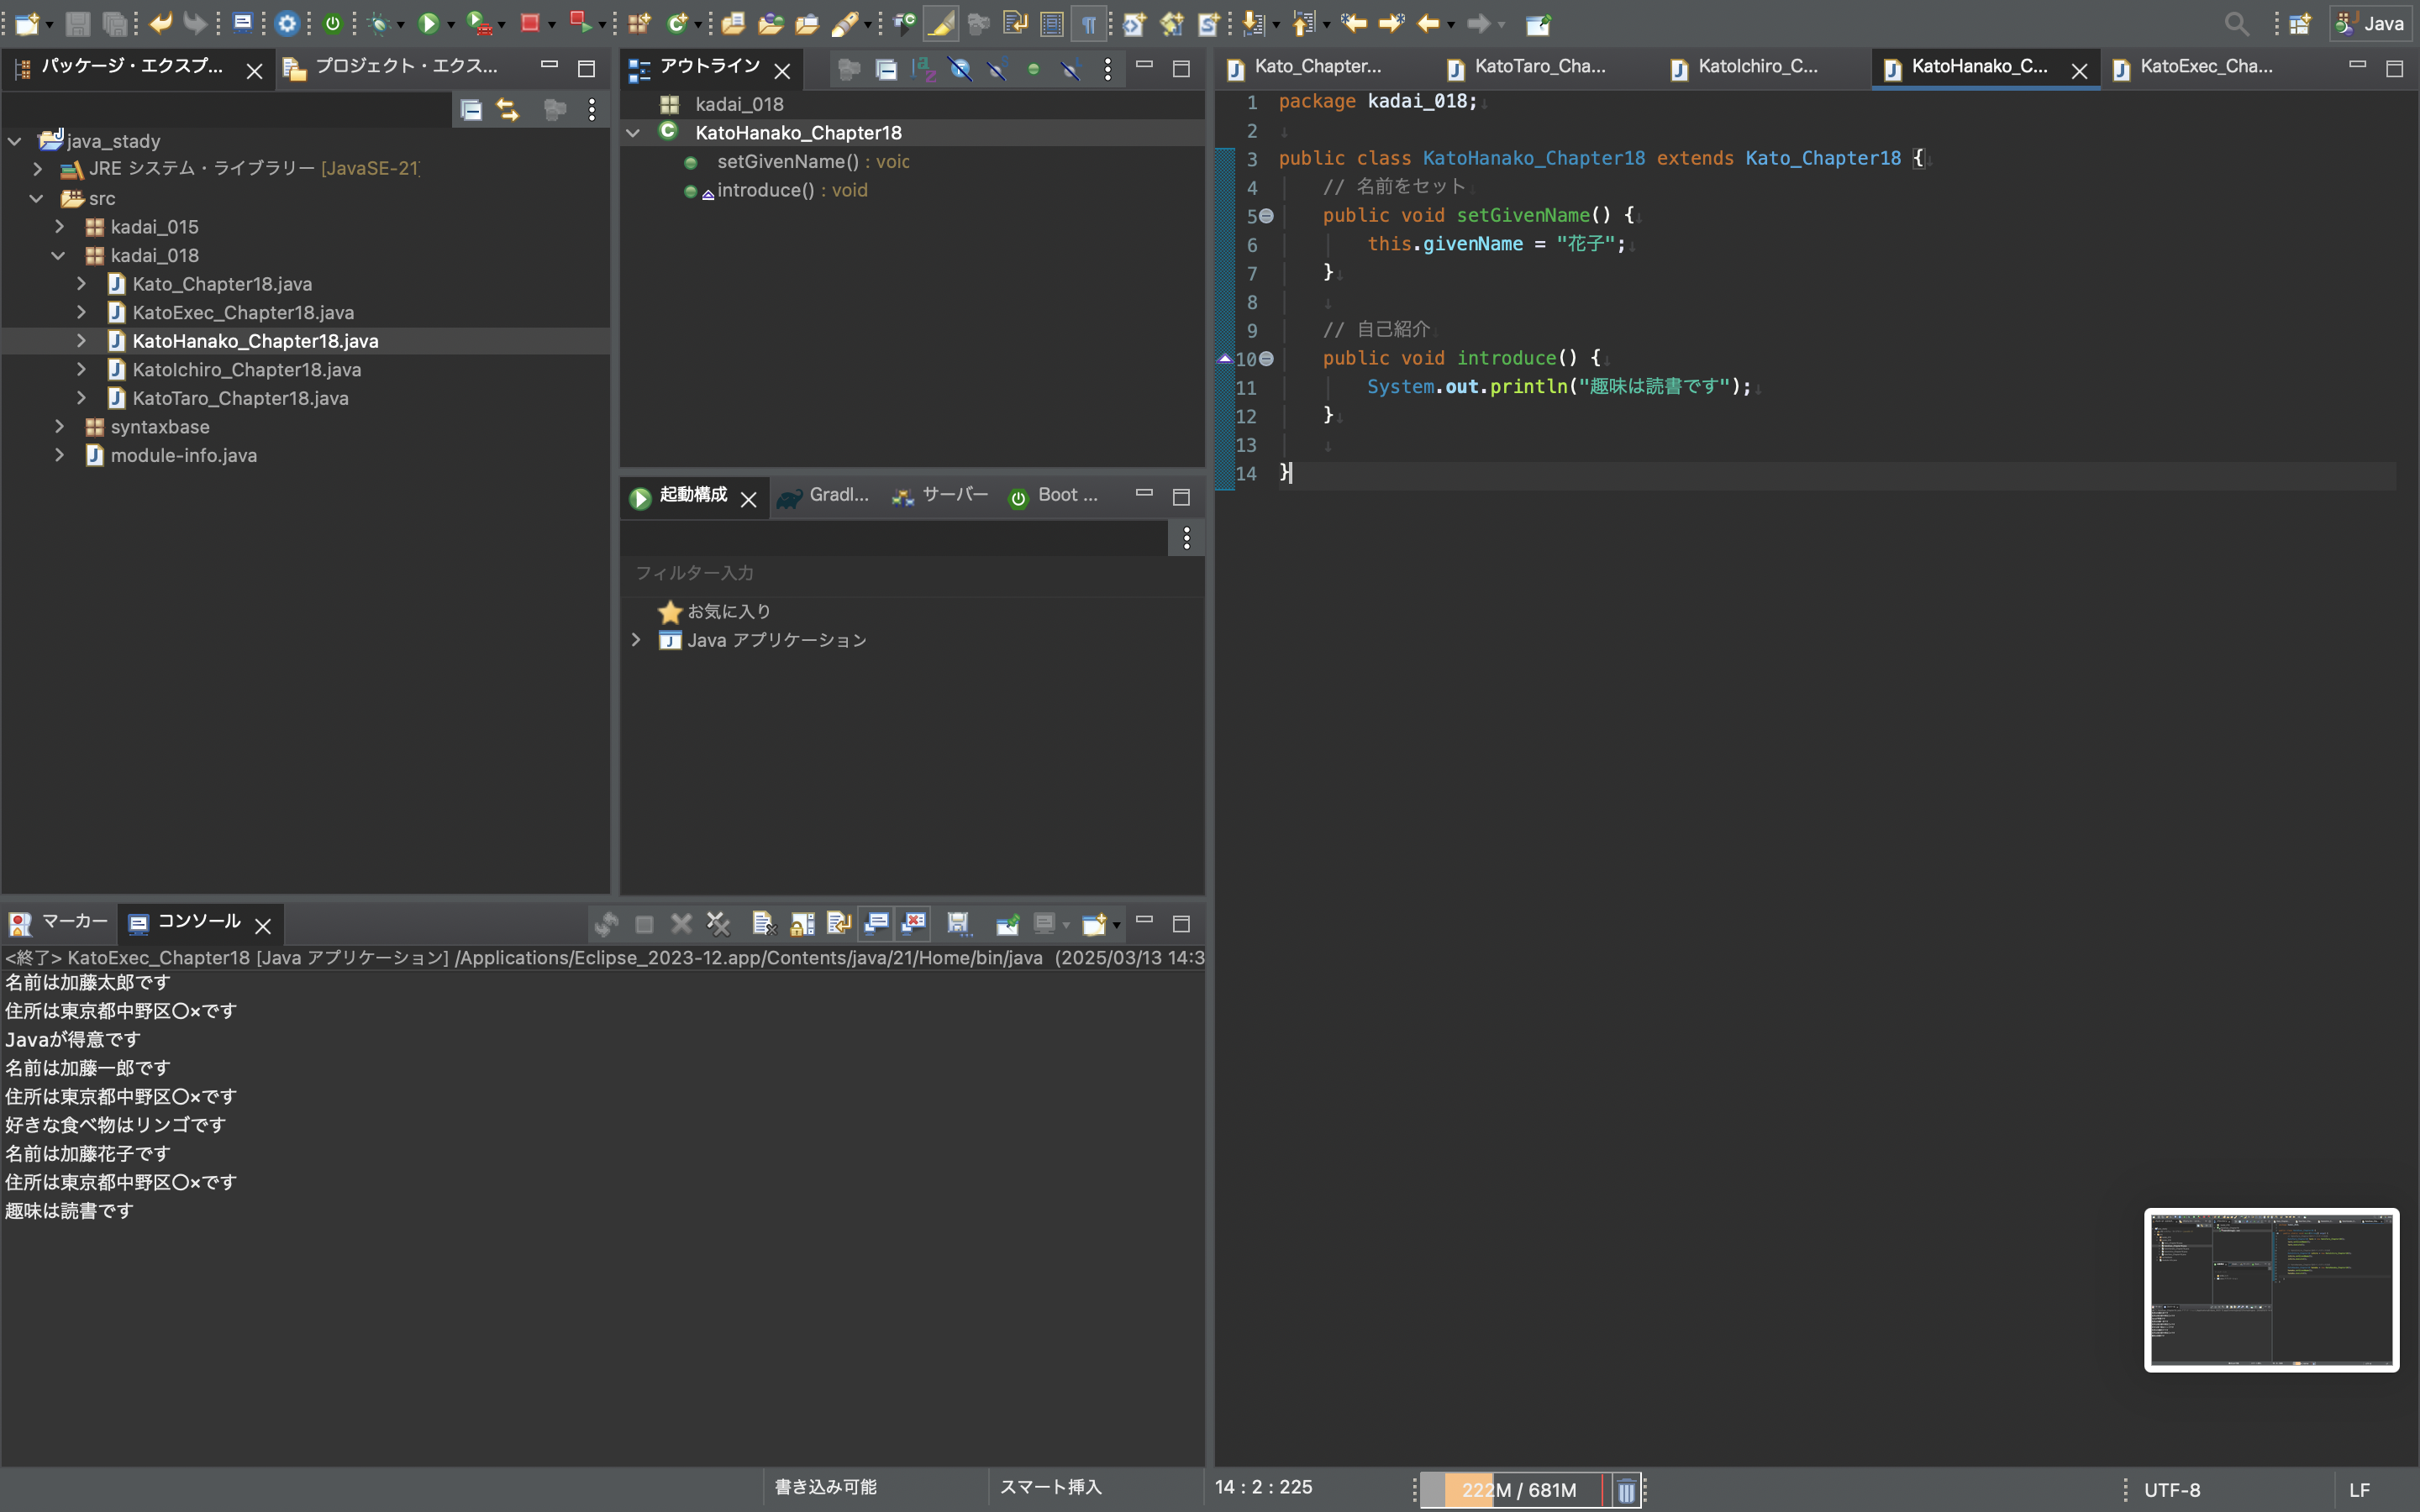 Java
パッケージ・エクスプ...
プロジェクト・エクス...
java_stady
JRE システム・ライブラリー [JavaSE-21]
src
kadai_015
kadai_018
Kato_Chapter18.java
KatoExec_Chapter18.java
KatoHanako_Chapter18.java
KatoIchiro_Chapter18.java
KatoTaro_Chapter18.java
syntaxbase
module-info.java
アウトライン
kadai_018
KatoHanako_Chapter18
setGivenName() : voic
introduce() : void
起動構成
Gradl...
サーバー
Boot ...
フィルター入力
お気に入り
Java アプリケーション
Kato_Chapter...
KatoTaro_Cha...
KatoIchiro_C...
KatoHanako_C...
KatoExec_Cha...
1 package kadai_018;
2
3 public class KatoHanako_Chapter18 extends Kato_Chapter18 {
4 // 名前をセット
5 public void setGivenName() {
6 this.givenName = "花子";
7 }
8
9 // 自己紹介
10 public void introduce() {
11 System.out.println("趣味は読書です");
12 }
13
14 }
マーカー
コンソール
<終了> KatoExec_Chapter18 [Java アプリケーション] /Applications/Eclipse_2023-12.app/Contents/java/21/Home/bin/java (2025/03/13 14:3
名前は加藤太郎です
住所は東京都中野区〇×です
Javaが得意です
名前は加藤一郎です
住所は東京都中野区〇×です
好きな食べ物はリンゴです
名前は加藤花子です
住所は東京都中野区〇×です
趣味は読書です
書き込み可能
スマート挿入
14 : 2 : 225
222M / 681M
UTF-8
LF